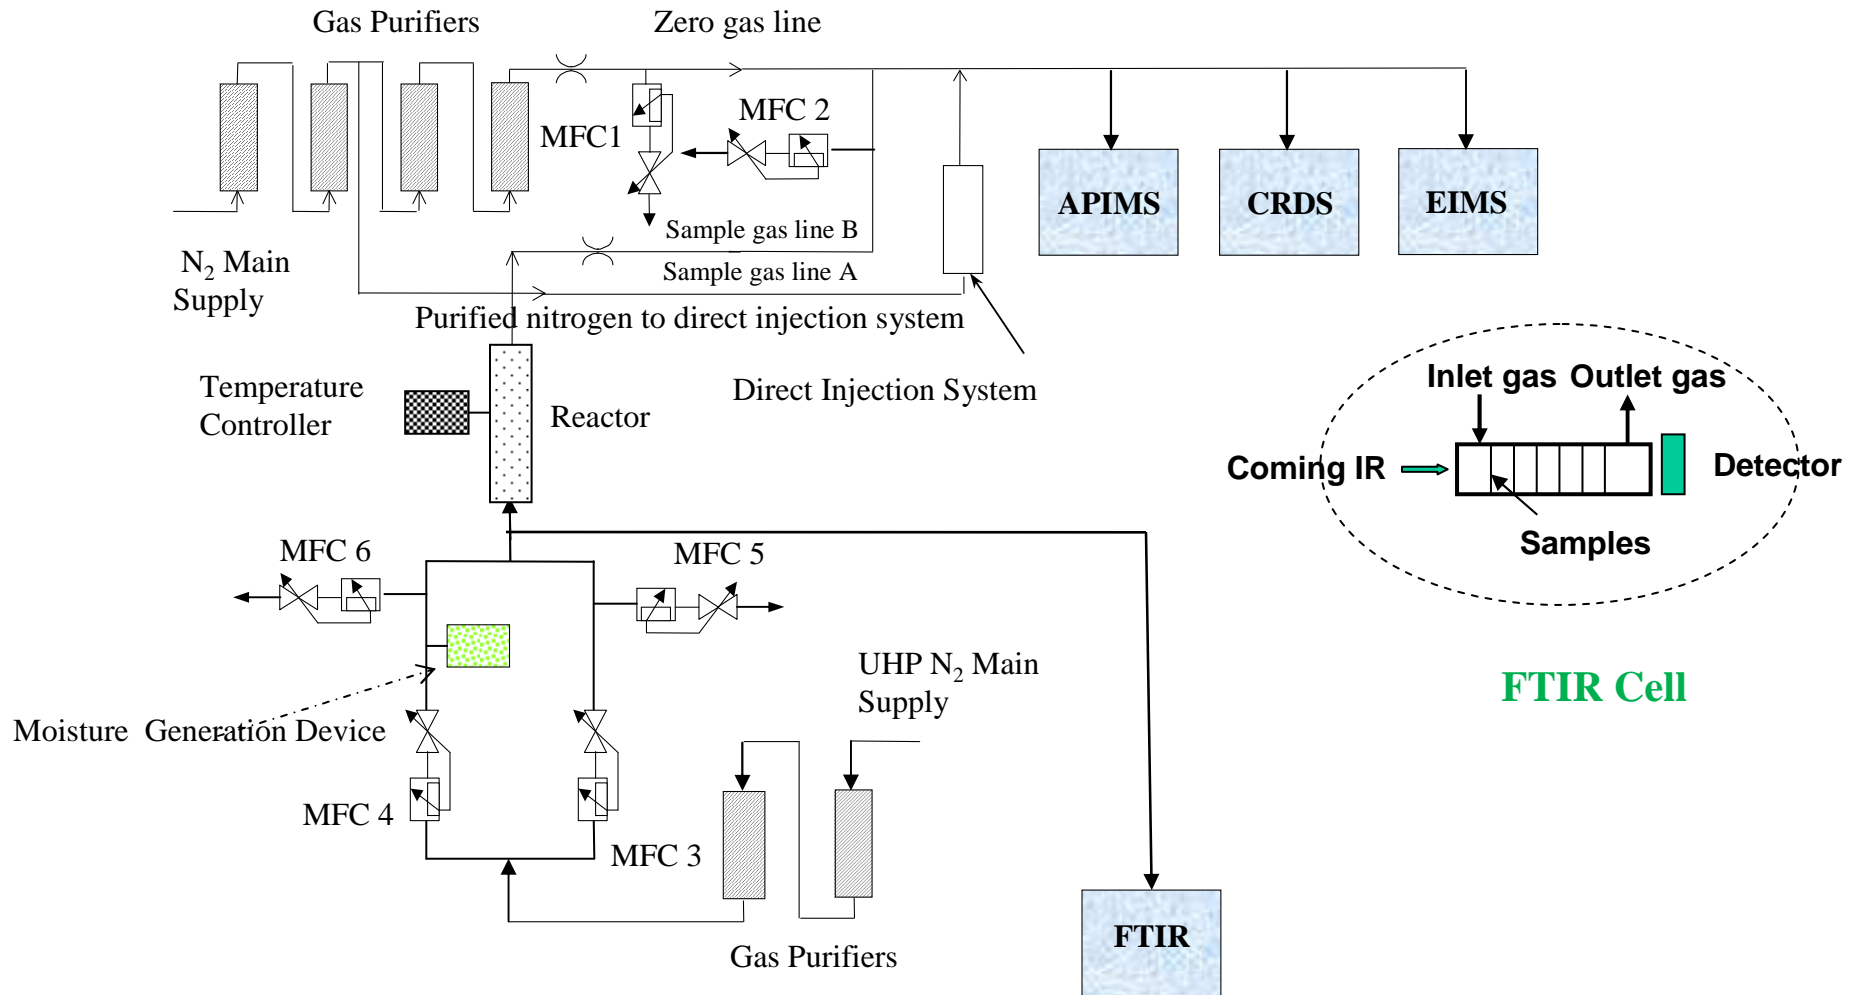 Gas Purifiers
Zero gas line
MFC1
MFC 2
APIMS
CRDS
EIMS
N2 Main
Supply
Sample gas line B
Sample gas line A
Purified nitrogen to direct injection system
Temperature
Controller
Reactor
Direct Injection System
Inlet gas
Outlet gas
Coming IR
Detector
Samples
FTIR Cell
MFC 6
MFC 5
UHP N2 Main
Supply
Moisture Generation Device
MFC 4
MFC 3
Gas Purifiers
FTIR